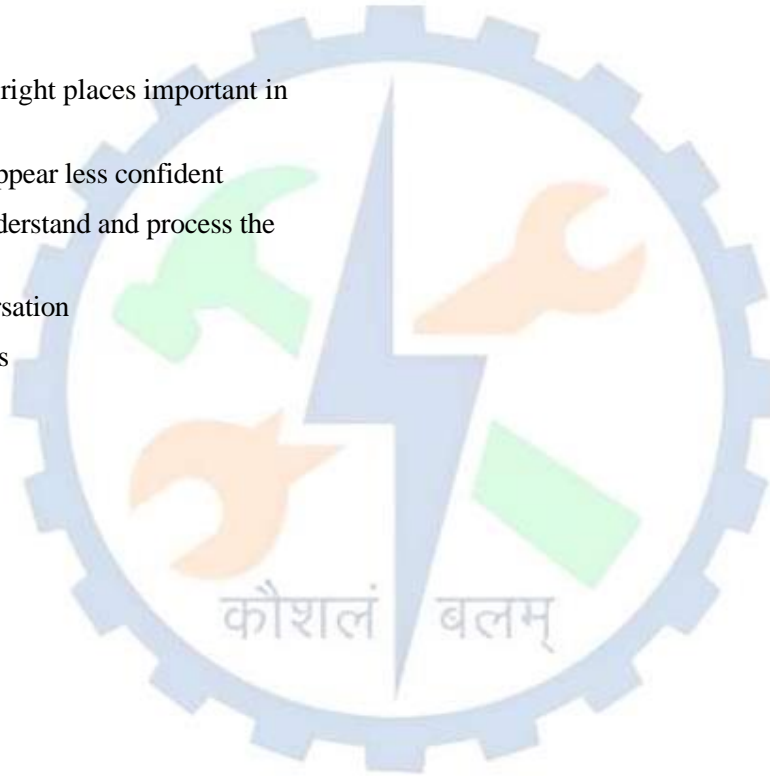 right places important in
ppear less confident
derstand and process the
rsation
s
कौशलं बलम्